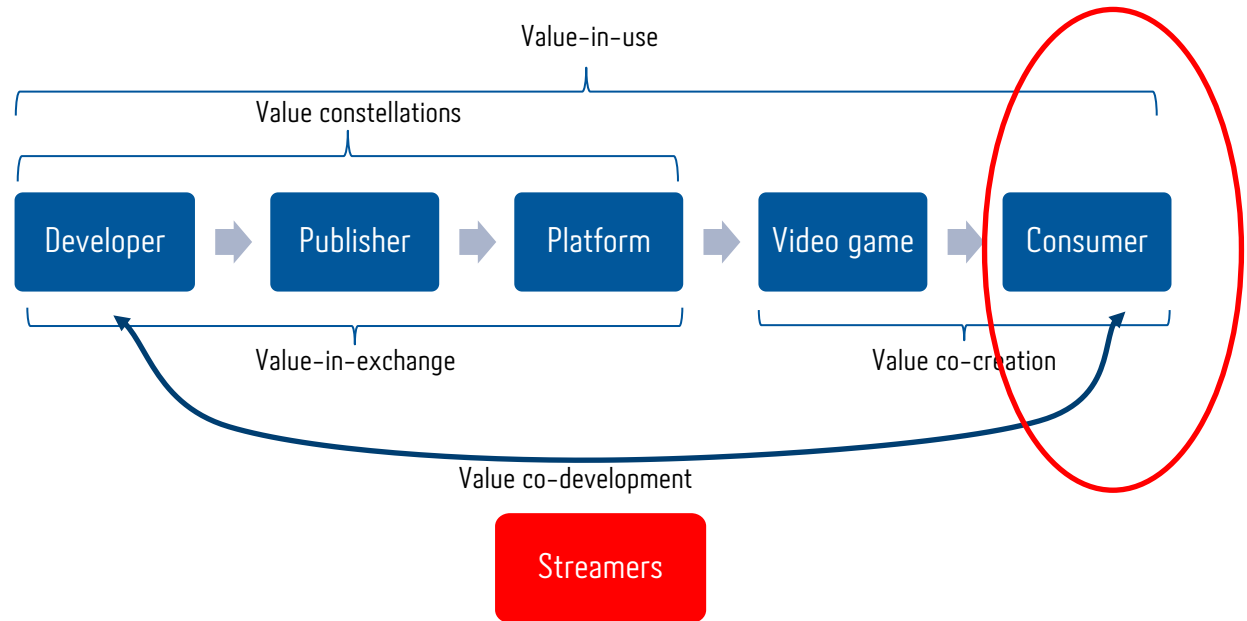 Value-in-use
Value constellations
Developer
Publisher
Platform
Video game
Consumer
Value-in-exchange
Value co-creation
Value co-development
Streamers